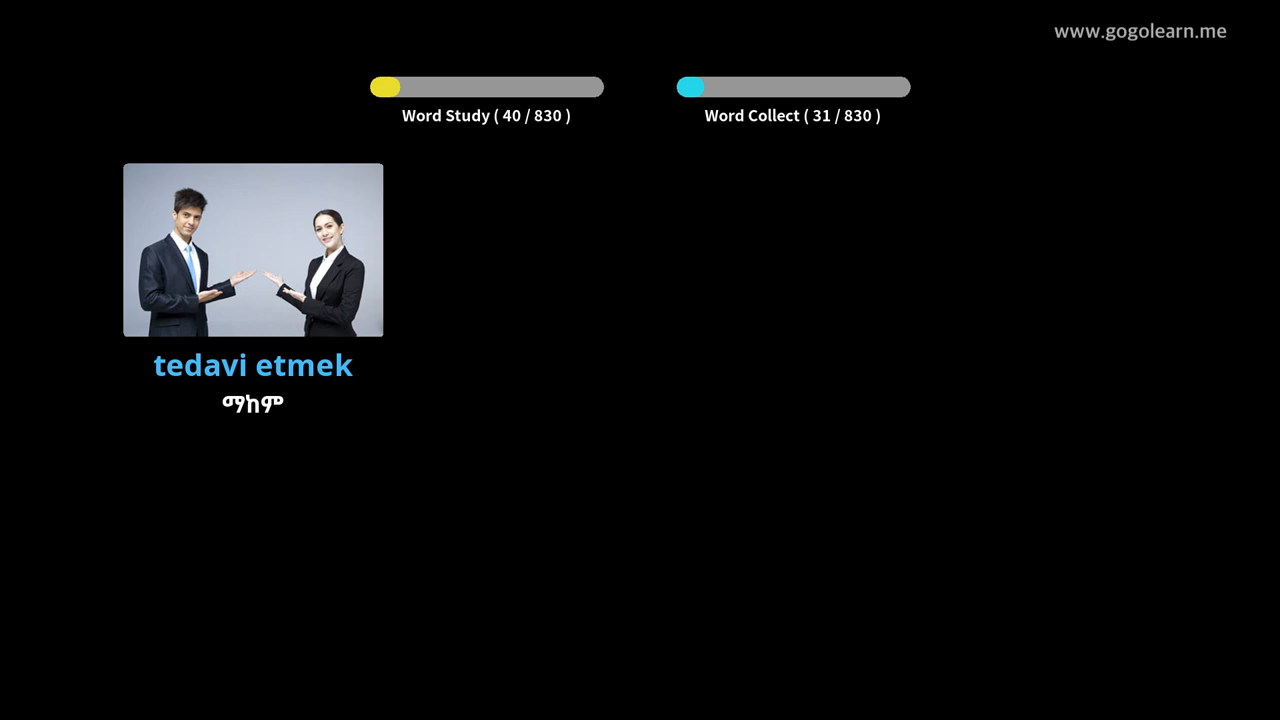 www.gogolearn.me
Word Study ( 40 / 830 )
Word Collect ( 31 / 830 )
tedavi etmek
ማከም